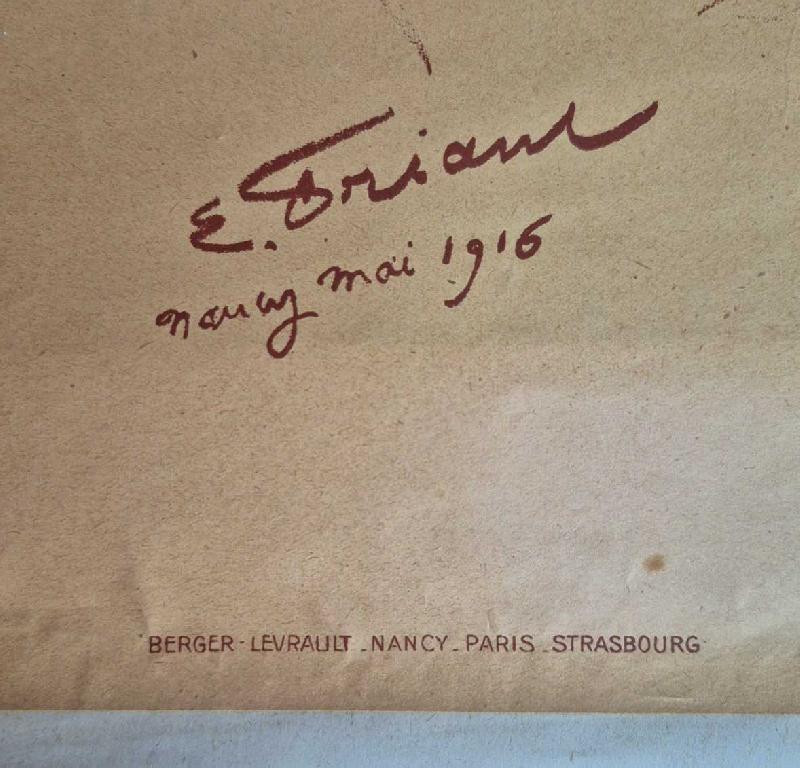 E. Friant
Nancy mai 1916
BERGER-LEVRAULT_NANCY_PARIS_STRASBOURG